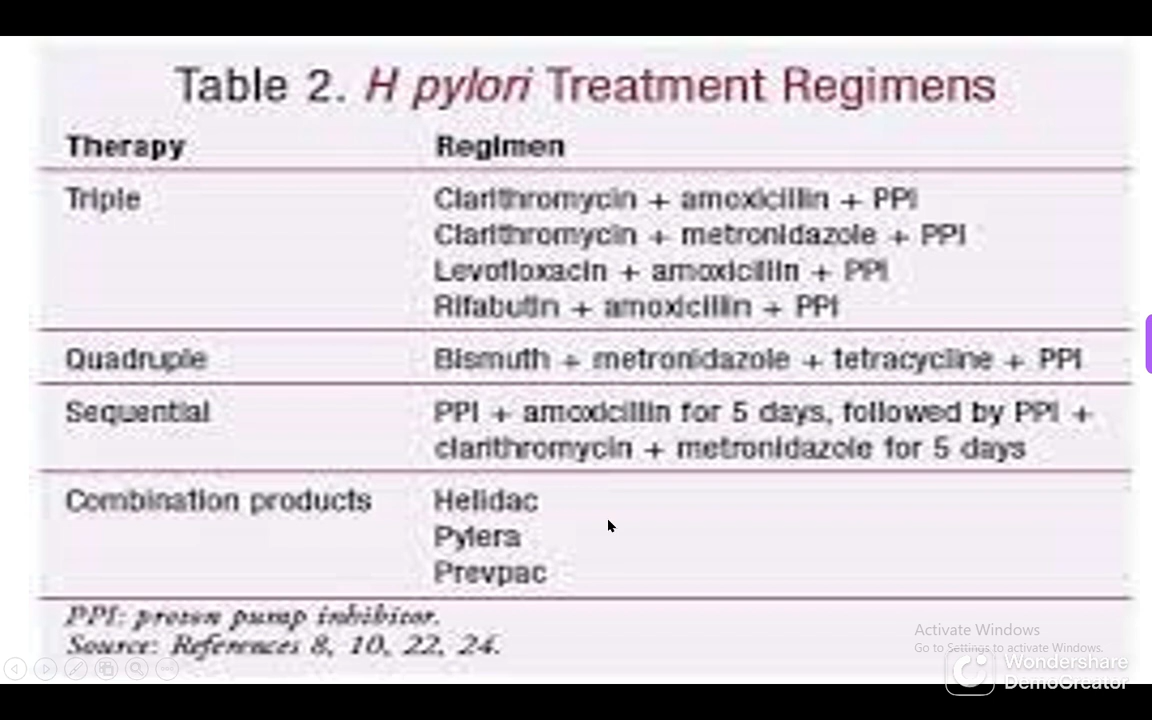 Table 2. H pylori Treatment Regimens
Therapy Regimen
Triple Clarithromycin + amoxicillin + PPI
Clarithromycin + metronidazole + PPI
Levofloxacin + amoxicillin + PPI
Rifabutin + amoxicillin + PPI
Quadruple Bismuth + metronidazole + tetracycline + PPI
Sequential PPI + amoxicillin for 5 days, followed by PPI +
clarithromycin + metronidazole for 5 days
Combination products Helidac
Pylera
Prevpac
PPI: proton pump inhibitor.
Source: References 8, 10, 22, 24.
Activate Windows
Go to Settings to activate Windows.
Wondershare
DemoCreator